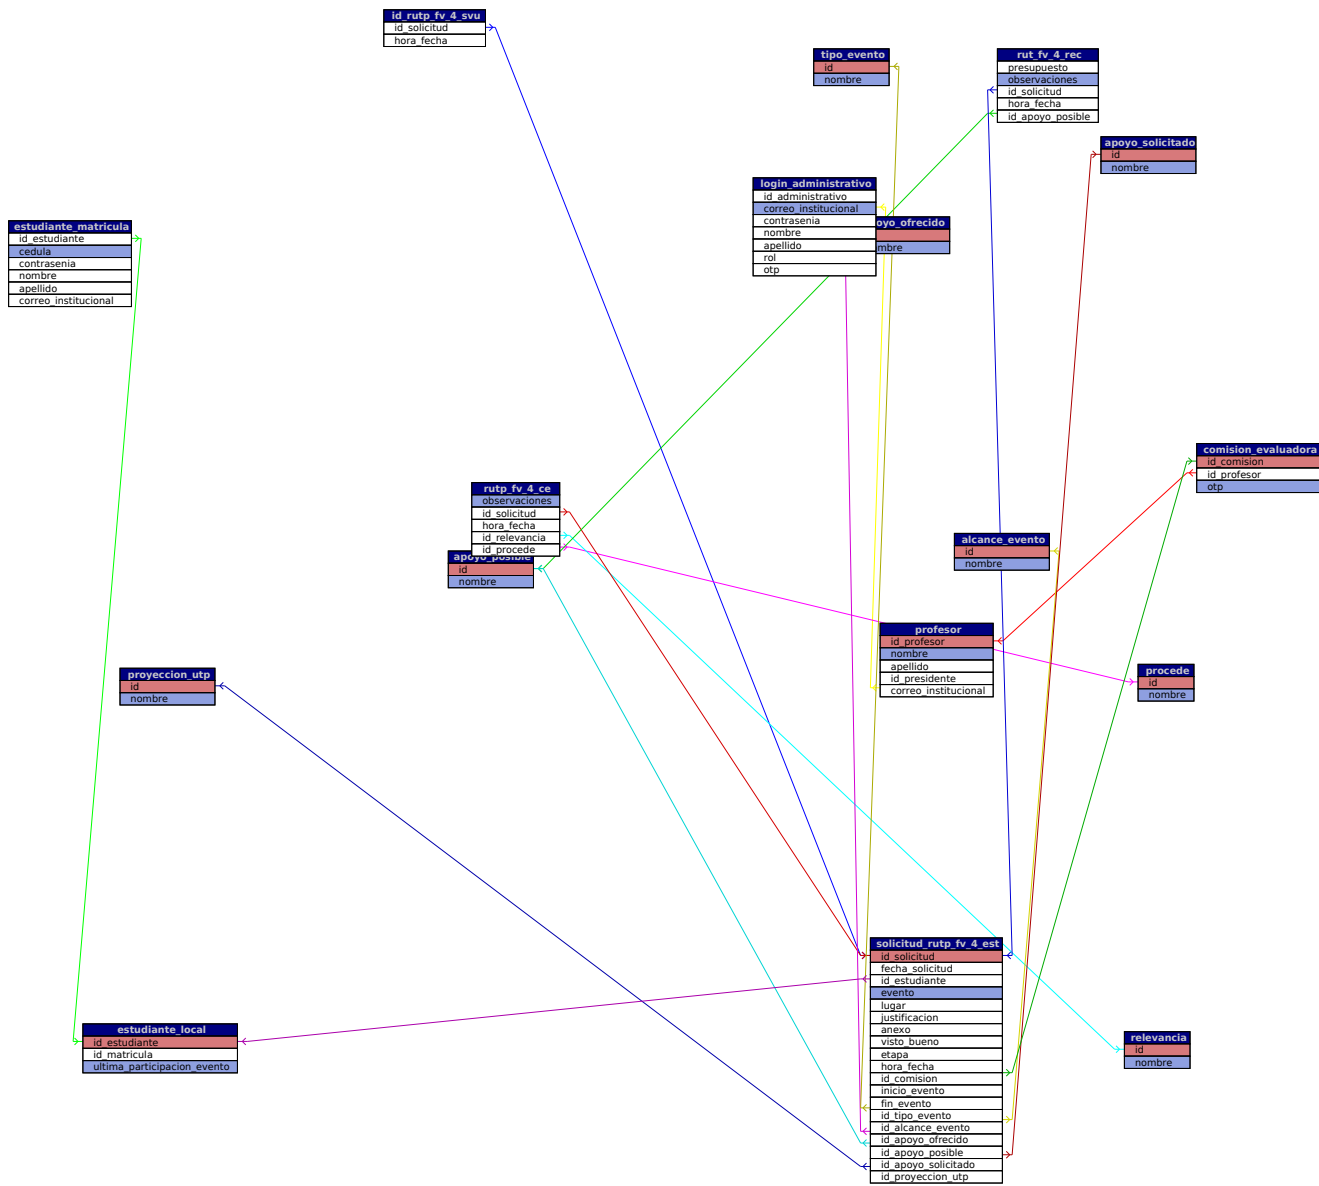 id_rutp_fv_4_svu
id_solicitud
hora_fecha
tipo_evento
id
nombre
rut_fv_4_rec
presupuesto
observaciones
id_solicitud
hora_fecha
id_apoyo_posible
apoyo_solicitado
id
nombre
login_administrativo
id_administrativo
correo_institucional
contrasenia
nombre
apellido
rol
otp
oyo_ofrecido
mbre
estudiante_matricula
id_estudiante
cedula
contrasenia
nombre
apellido
correo_institucional
comision_evaluadora
id_comision
id_profesor
otp
rutp_fv_4_ce
observaciones
id_solicitud
hora_fecha
id_relevancia
id_procede
apoyo_posible
id
nombre
alcance_evento
id
nombre
profesor
id_profesor
nombre
apellido
id_presidente
correo_institucional
procede
id
nombre
proyeccion_utp
id
nombre
solicitud_rutp_fv_4_est
id_solicitud
fecha_solicitud
id_estudiante
evento
lugar
justificacion
anexo
visto_bueno
etapa
hora_fecha
id_comision
inicio_evento
fin_evento
id_tipo_evento
id_alcance_evento
id_apoyo_ofrecido
id_apoyo_posible
id_apoyo_solicitado
id_proyeccion_utp
estudiante_local
id_estudiante
id_matricula
ultima_participacion_evento
relevancia
id
nombre